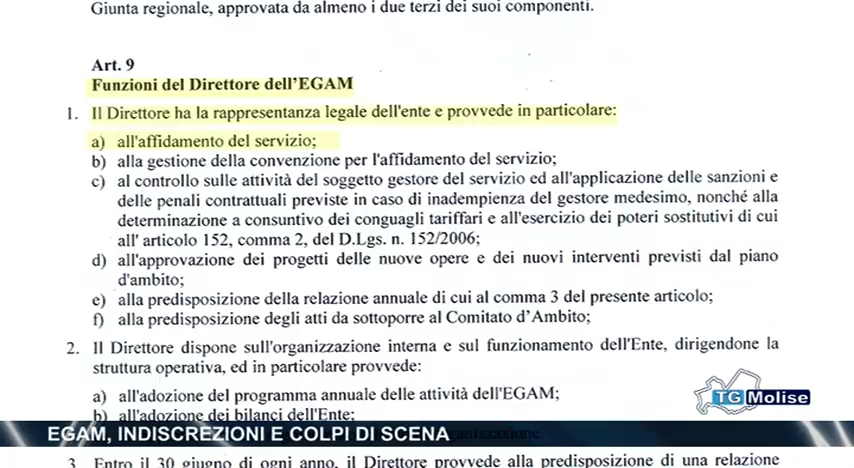 Giunta regionale, approvata da almeno i due terzi dei suoi componenti.
Art. 9
Funzioni del Direttore dell'EGAM
1. Il Direttore ha la rappresentanza legale dell'ente e provvede in particolare:
a) all'affidamento del servizio;
b) alla gestione della convenzione per l'affidamento del servizio;
c) al controllo sulle attività del soggetto gestore del servizio ed all'applicazione delle sanzioni e
delle penali contrattuali previste in caso di inadempienza del gestore medesimo, nonché alla
determinazione a consuntivo dei conguagli tariffari e all'esercizio dei poteri sostitutivi di cui
all' articolo 152, comma 2, del D.Lgs. n. 152/2006;
d) all'approvazione dei progetti delle nuove opere e dei nuovi interventi previsti dal piano
d'ambito;
e) alla predisposizione della relazione annuale di cui al comma 3 del presente articolo;
f) alla predisposizione degli atti da sottoporre al Comitato d'Ambito;
2. Il Direttore dispone sull'organizzazione interna e sul funzionamento dell'Ente, dirigendone la
struttura operativa, ed in particolare provvede:
a) all'adozione del programma annuale delle attività dell'EGAM;
b) all'adozione dei bilanci dell'Ente;
TG Molise
EGAM, INDISCREZIONI E COLPI DI SCENA
3. Entro il 30 giugno di ogni anno, il Direttore provvede alla predisposizione di una relazione